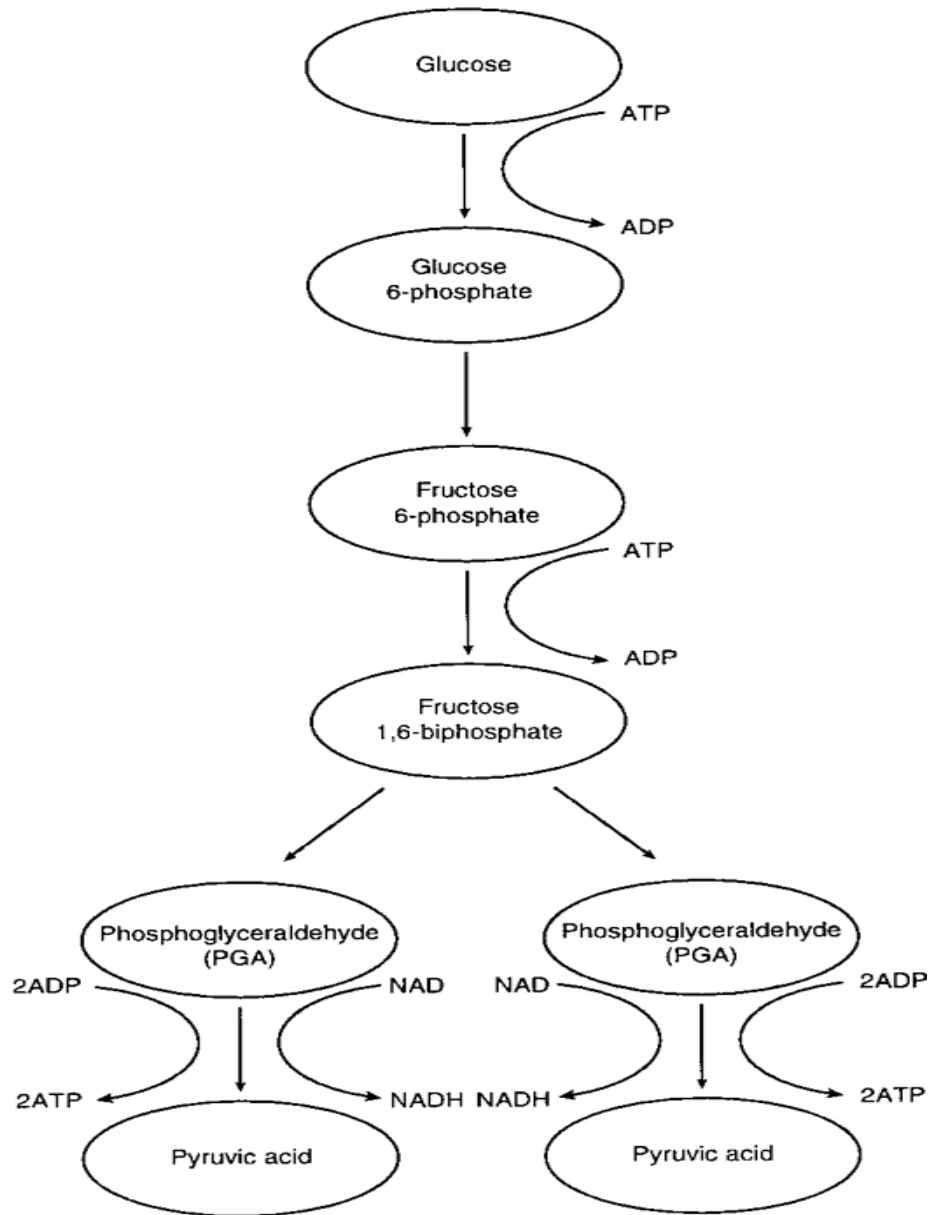 Glucose
ATP
ADP
Glucose
6-phosphate
Fructose
6-phosphate
ATP
ADP
Fructose
1,6-biphosphate
Phosphoglyceraldehyde
(PGA)
Phosphoglyceraldehyde
(PGA)
2ADP
NAD
NAD
2ADP
2ATP
NADH
NADH
2ATP
Pyruvic acid
Pyruvic acid